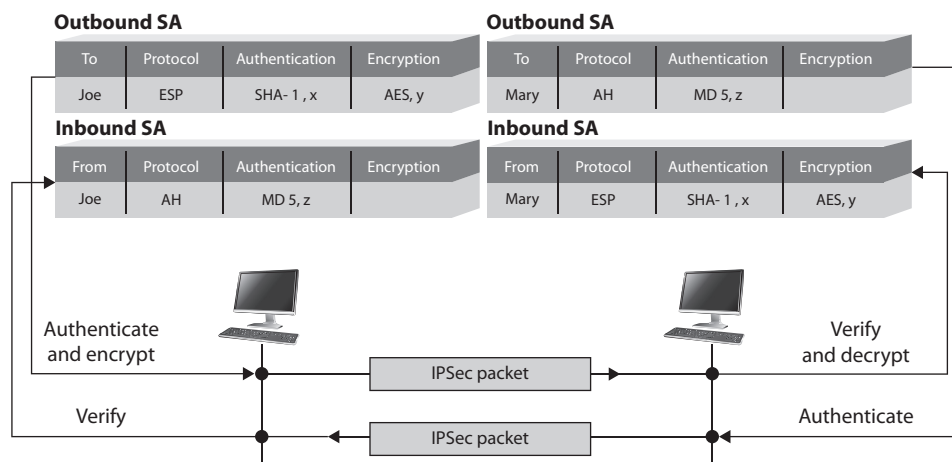 Outbound SA
To Protocol Authentication Encryption
Joe ESP SHA- 1 , x AES, y
Inbound SA
From Protocol Authentication Encryption
Joe AH MD 5, z
Outbound SA
To Protocol Authentication Encryption
Mary AH MD 5, z
Inbound SA
From Protocol Authentication Encryption
Mary ESP SHA- 1 , x AES, y
Authenticate
and encrypt
IPSec packet
Verify
and decrypt
Verify
IPSec packet
Authenticate